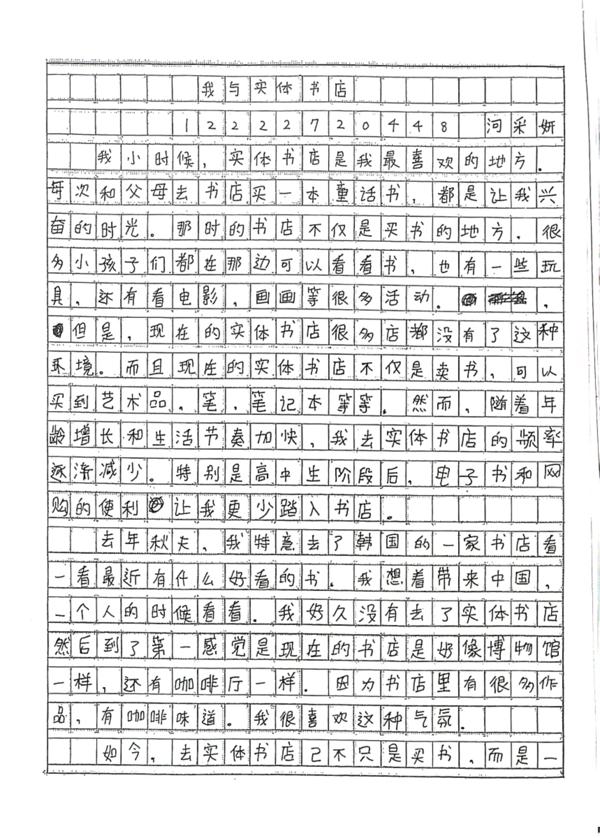 我与实体书店
12222720448 河采妍
我小时候，实体书店是我最喜欢的地方.
每次和父母去书店买一本童话书，都是让我兴
奋的时光。那时的书店不仅是买书的地方.很
多小孩子们都在那边可以看看书，也有一些玩
具，还有看电影，画画等很多活动.，
但是，现在的实体书店很多店都没有了这种
环境。而且现在的实体书店不仅是卖书，可以
买到艺术品，笔，笔记本等等.然而，随着年
龄增长和生活节奏加快，我去实体书店的频率
逐渐减少。特别是高中生阶段后，电子书和网
购的便利让我更少踏入书店。
去年秋天，我特意去了韩国的一家书店看
一看最近有什么好看的书.我想着带来中国，
一个人的时候看看.我好久没有去了实体书店
然后到了第一感觉是现在的书店是好像博物馆
一样，还有咖啡厅一样.因为书店里有很多作
品，有咖啡味道.我很喜欢这种气氛.
如今，去实体书店已不只是买书，而是一